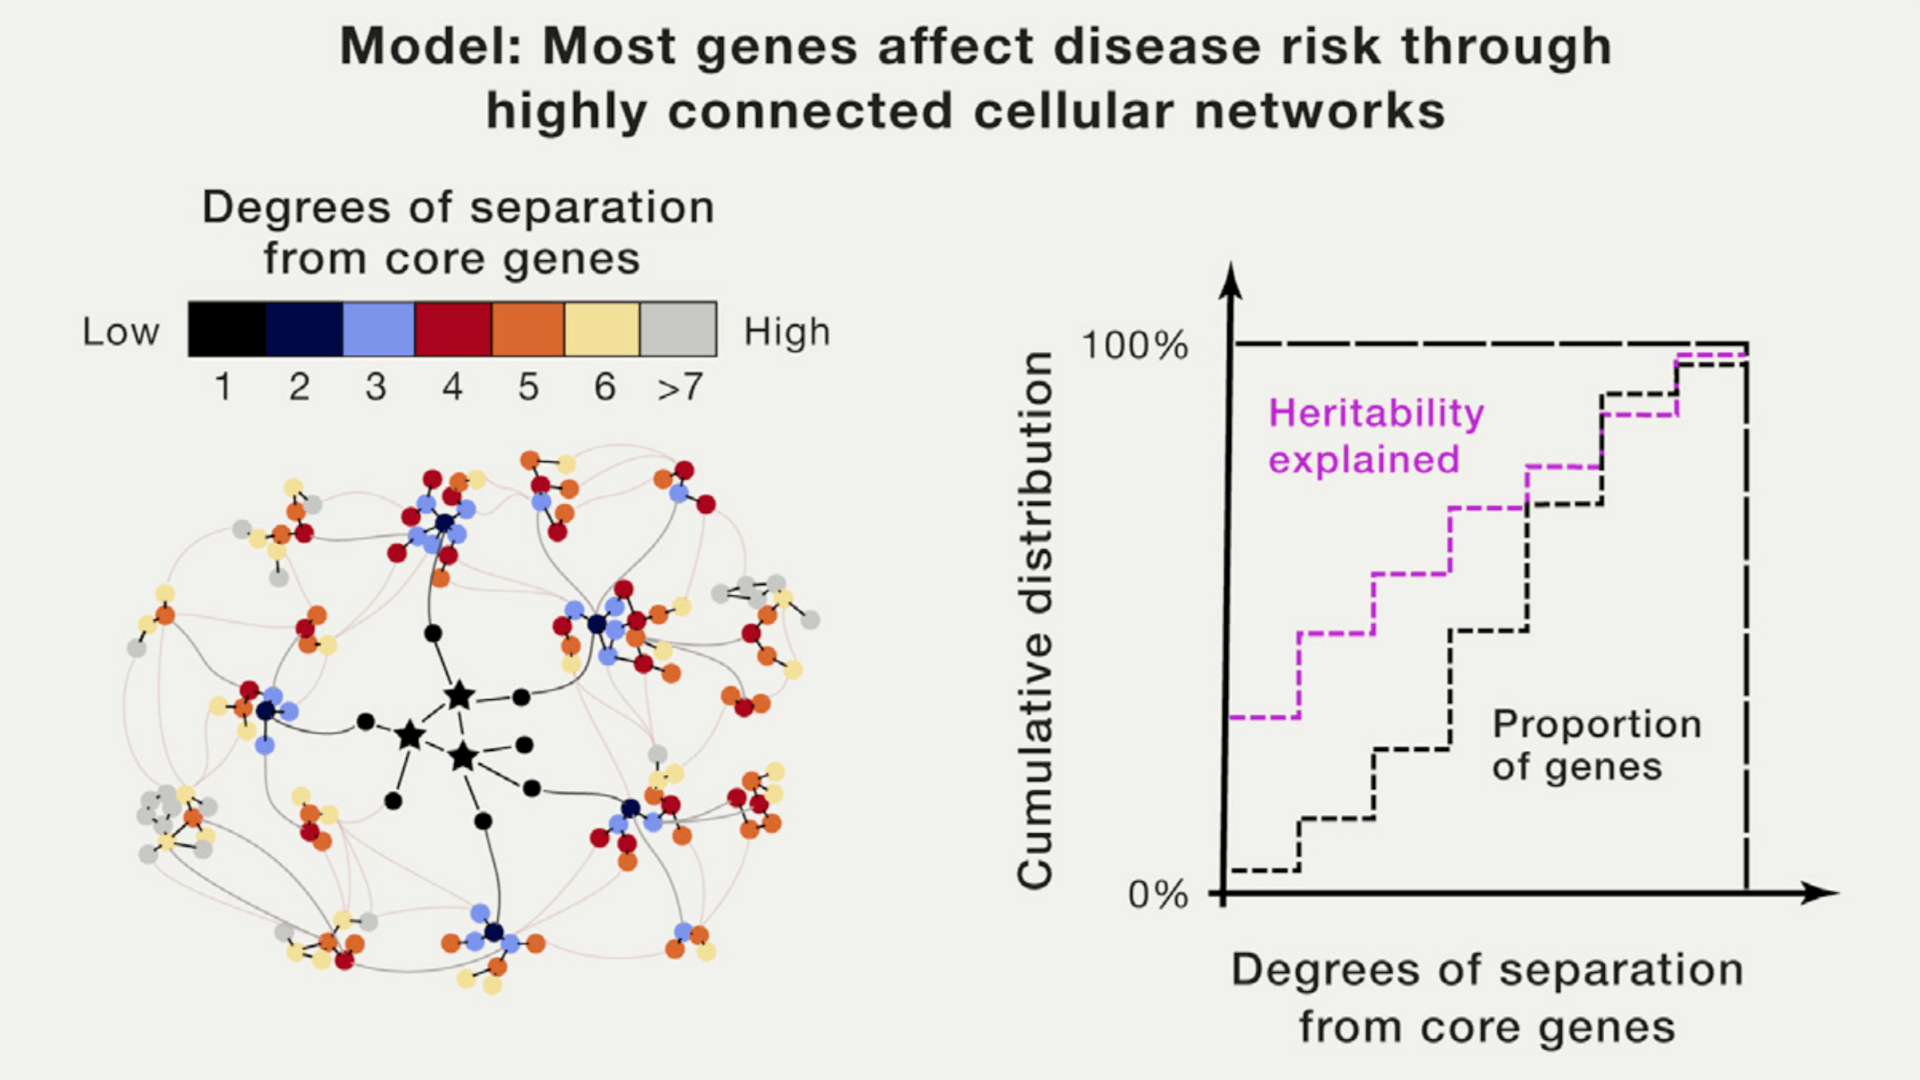 Model: Most genes affect disease risk through
highly connected cellular networks
Degrees of separation
from core genes
Low
High
1 2 3 4 5 6 >7
100%
Heritability
explained
Cumulative distribution
Proportion
of genes
0%
Degrees of separation
from core genes